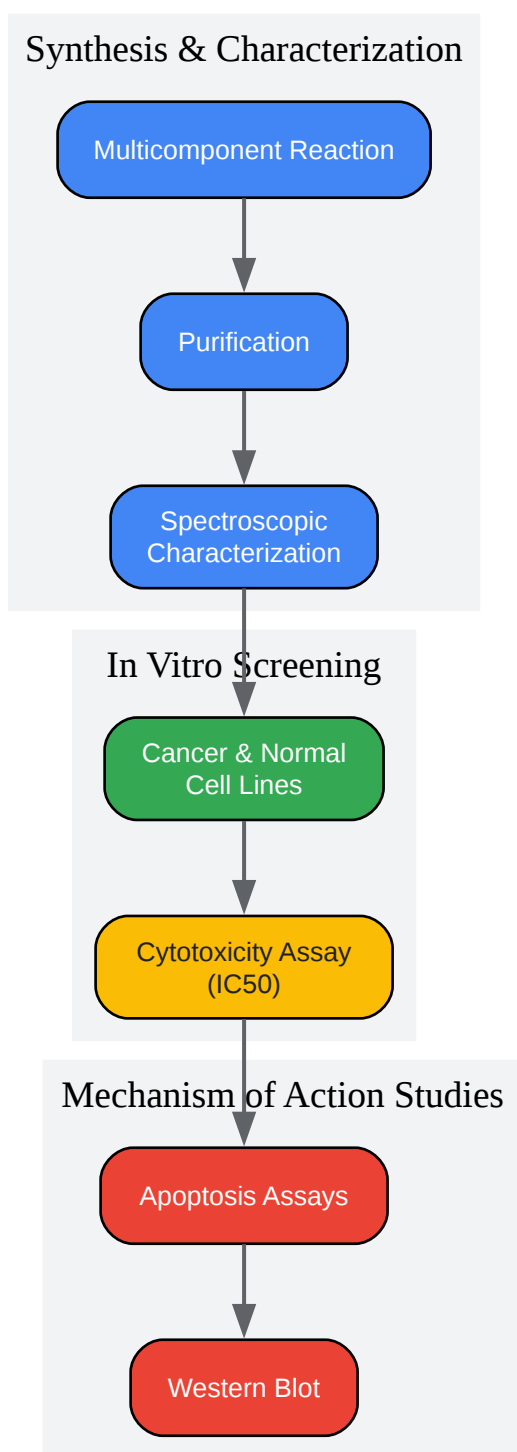 Synthesis & Characterization
Multicomponent Reaction
Purification
Spectroscopic
Characterization
In Vitro Screening
Cancer & Normal
Cell Lines
Cytotoxicity Assay
(IC50)
Mechanism of Action Studies
Apoptosis Assays
Western Blot